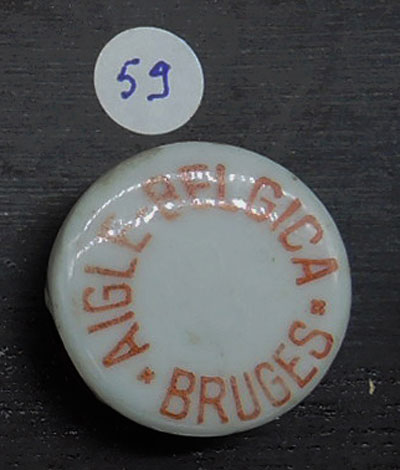 59
AIGLE-BELGICA
* BRUGES *